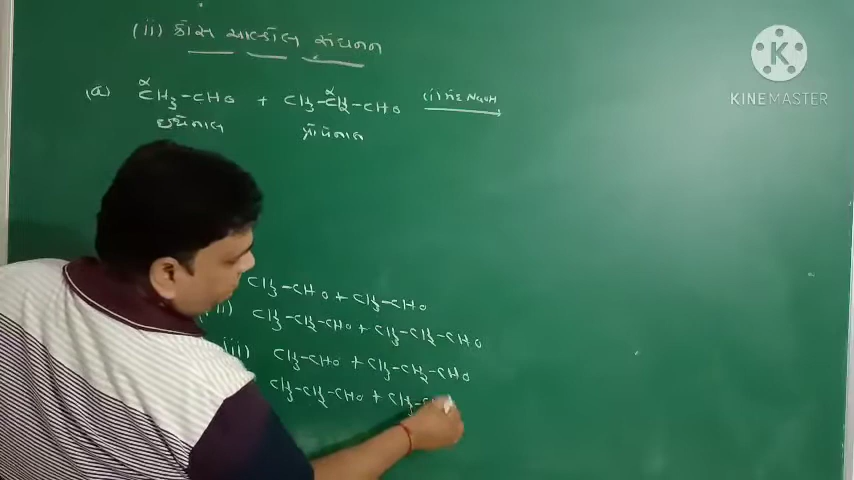 (ii) ક્રોસ આલ્ડોલ સંઘનન
KINEMASTER
(a) CH3-CHO + CH3-CH2-CHO (i) મંદ NaOH
α α
ઇથેનાલ પ્રોપેનાલ
CH3-CHO + CH3-CHO
ii) CH3-CH2-CHO + CH3-CH2-CHO
iii) CH3-CHO + CH3-CH2-CHO
CH3-CH2-CHO + CH3-